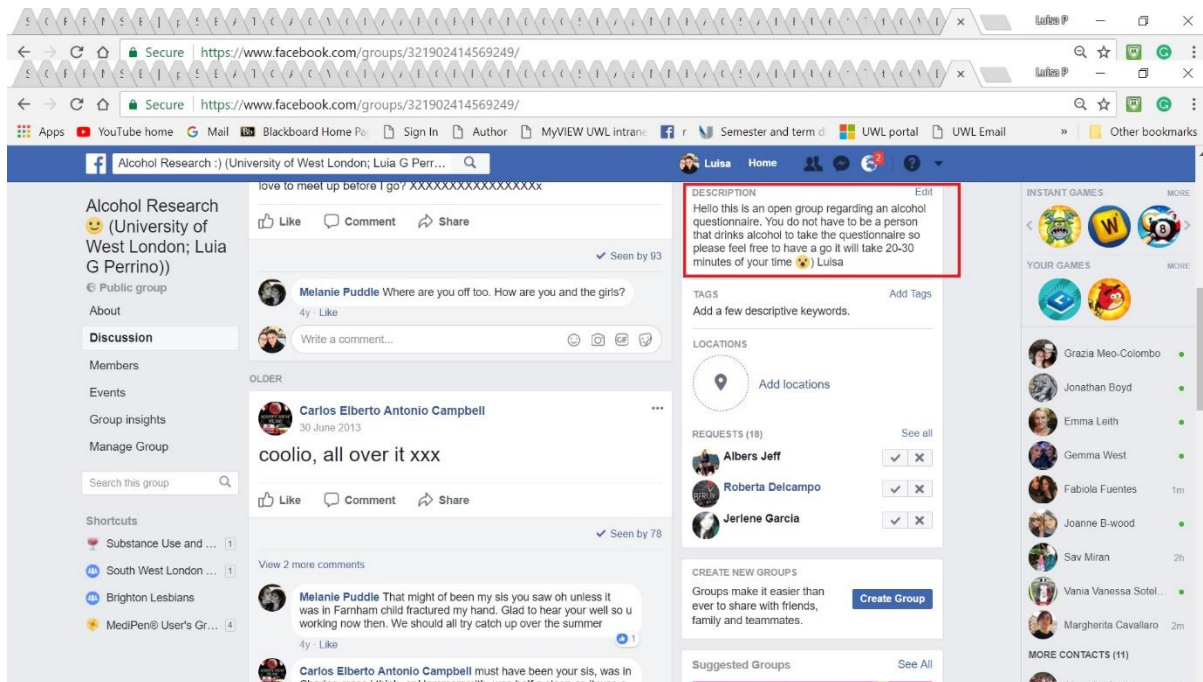 Luisa P
Secure https://www.facebook.com/groups/321902414569249/
Luisa P
Secure https://www.facebook.com/groups/321902414569249/
Apps YouTube home Mail Blackboard Home Pa Sign In Author MyVIEW UWL intrane r Semester and term d UWL portal UWL Email » Other bookmarks
Alcohol Research :) (University of West London; Luia G Perr... Luisa Home 2
Alcohol Research
(University of
West London; Luia
G Perrino))
Public group
About
Discussion
Members
Events
Group insights
Manage Group
Search this group
Shortcuts
Substance Use and ... 1
South West London ... 1
Brighton Lesbians
MediPen® User's Gr... 4
love to meet up before I go? XXXXXXXXXXXXXXXXXx
Like Comment Share
Seen by 93
Melanie Puddle Where are you off too. How are you and the girls?
4y · Like
Write a comment...
GIF
OLDER
Carlos Elberto Antonio Campbell
30 June 2013
coolio, all over it xxx
Like Comment Share
Seen by 78
View 2 more comments
Melanie Puddle That might of been my sis you saw oh unless it
was in Farnham child fractured my hand. Glad to hear your well so u
working now then. We should all try catch up over the summer
1
4y · Like
Carlos Elberto Antonio Campbell must have been your sis, was in
DESCRIPTION Edit
Hello this is an open group regarding an alcohol
questionnaire. You do not have to be a person
that drinks alcohol to take the questionnaire so
please feel free to have a go it will take 20-30
minutes of your time ) Luisa
TAGS Add Tags
Add a few descriptive keywords.
LOCATIONS
Add locations
REQUESTS (18) See all
Albers Jeff
Roberta Delcampo
Jerlene Garcia
CREATE NEW GROUPS
Groups make it easier than
ever to share with friends,
family and teammates.
Create Group
Suggested Groups See All
INSTANT GAMES MORE
YOUR GAMES MORE
Grazia Meo-Colombo
Jonathan Boyd
Emma Leith
Gemma West
Fabiola Fuentes 1m
Joanne B-wood
Sav Miran 2h
Vania Vanessa Sotel...
Margherita Cavallaro 2m
MORE CONTACTS (11)